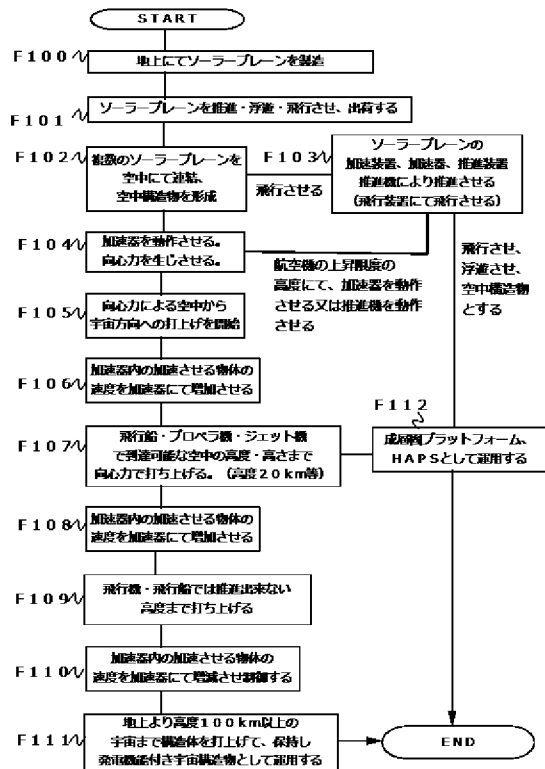 START
F100
地上にてソーラープレーンを製造
F101
ソーラープレーンを推進・浮遊・飛行させ、出荷する
F102
複数のソーラープレーンを
空中にて連結、
空中構造物を形成
飛行させる
F103
ソーラープレーンの
加速装置、加速器、推進装置
推進機により推進させる
(飛行装置にて飛行させる)
F104
加速器を動作させる。
向心力を生じさせる。
航空機の上昇限度の
高度にて、加速器を動作
させる又は推進機を動作
させる
飛行させ、
浮遊させ、
空中構造物
とする
F105
向心力による空中から
宇宙方向への打上げを開始
F106
加速器内の加速させる物体の
速度を加速器にて増加させる
F107
飛行船・プロペラ機・ジェット機
で到達可能な空中の高度・高さまで
向心力で打ち上げる。(高度20km等)
F112
成層圏プラットフォーム、
HAPSとして運用する
F108
加速器内の加速させる物体の
速度を加速器にて増加させる
F109
飛行機・飛行船では推進出来ない
高度まで打ち上げる
F110
加速器内の加速させる物体の
速度を加速器にて増減させ制御する
F111
地上より高度100km以上の
宇宙まで構造体を打上げて、保持し
発電機能付き宇宙構造物として運用する
END